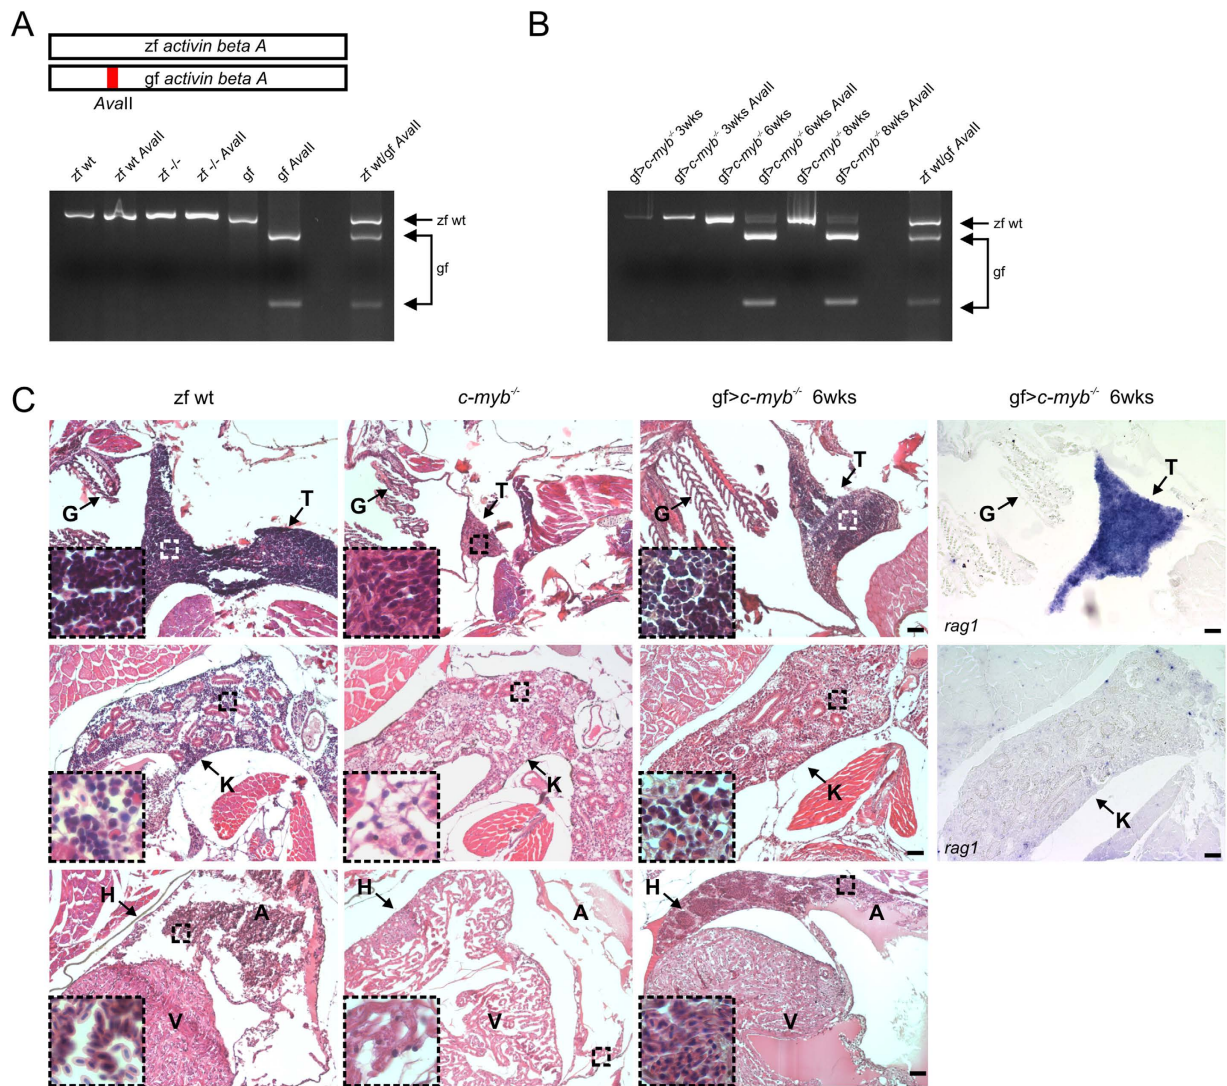 A
zf activin beta A
gf activin beta A
AvaII
zf wt
zf wt AvaII
zf -/-
zf -/- AvaII
gf
gf AvaII
zf wt/gf AvaII
zf wt
gf
B
gf>c-myb-/- 3wks
gf>c-myb-/- 3wks AvaII
gf>c-myb-/- 6wks
gf>c-myb-/- 6wks AvaII
gf>c-myb-/- 8wks
gf>c-myb-/- 8wks AvaII
zf wt/gf AvaII
zf wt
gf
C
zf wt
c-myb-/-
gf>c-myb-/- 6wks
gf>c-myb-/- 6wks
G
T
G
T
G
T
G
T
rag1
K
K
K
K
rag1
H
A
V
H
A
V
H
A
V